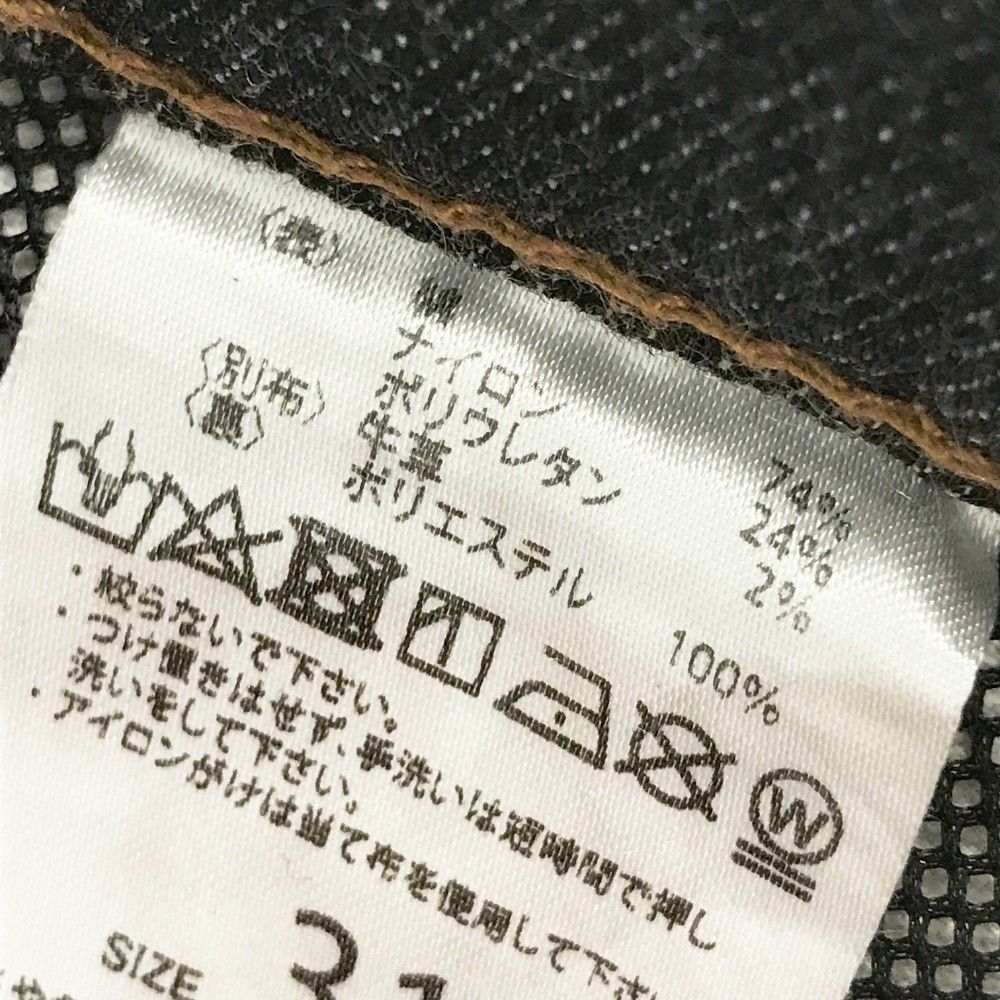 〈表〉 74%
ナイロン 24%
ポリウレタン 2%
〈別布〉 牛革
〈裏〉 ポリエステル 100%
W
・絞らないで下さい。
・つけ置きはせず、手洗いは短時間で押し
洗いをして下さい。
・アイロンがけは当て布を使用して下さ
SIZE 31